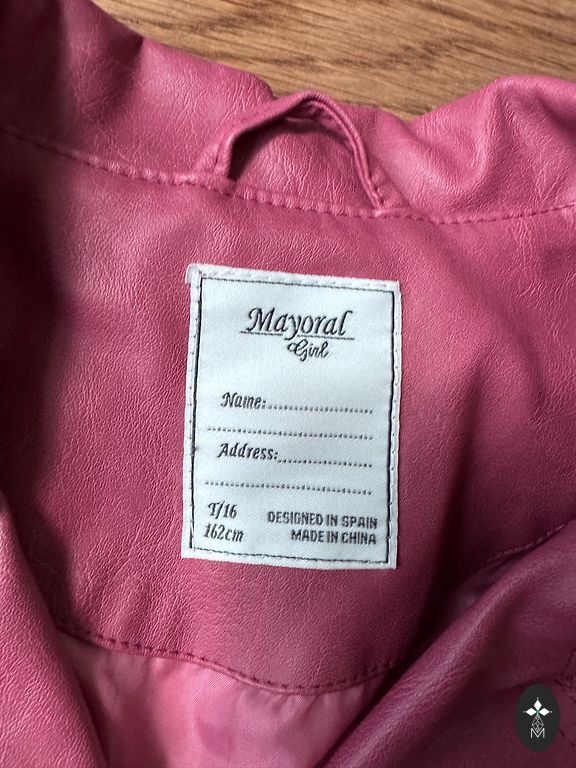 Mayoral
Girl
Name:
Address:
T/16
162cm
DESIGNED IN SPAIN
MADE IN CHINA
M